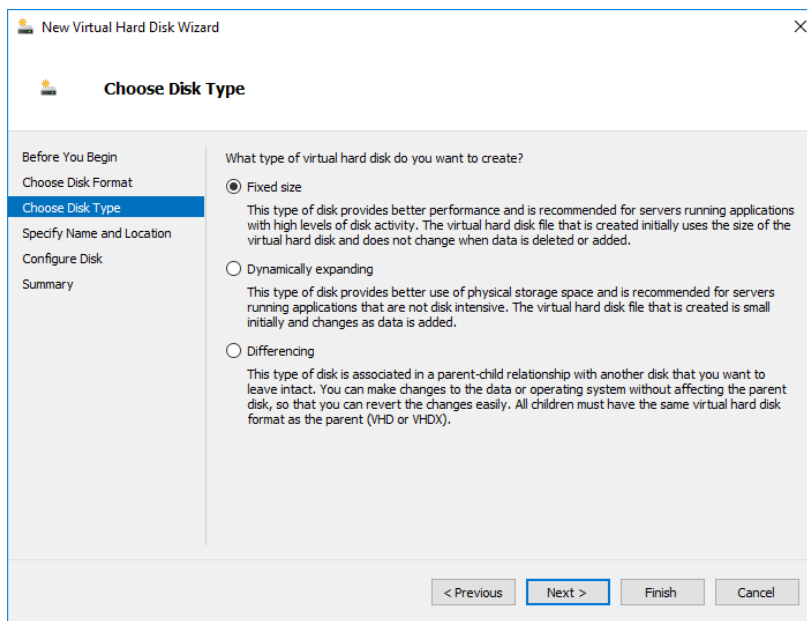 New Virtual Hard Disk Wizard
Choose Disk Type
Before You Begin
Choose Disk Format
Choose Disk Type
Specify Name and Location
Configure Disk
Summary
What type of virtual hard disk do you want to create?
Fixed size
This type of disk provides better performance and is recommended for servers running applications
with high levels of disk activity. The virtual hard disk file that is created initially uses the size of the
virtual hard disk and does not change when data is deleted or added.
Dynamically expanding
This type of disk provides better use of physical storage space and is recommended for servers
running applications that are not disk intensive. The virtual hard disk file that is created is small
initially and changes as data is added.
Differencing
This type of disk is associated in a parent-child relationship with another disk that you want to
leave intact. You can make changes to the data or operating system without affecting the parent
disk, so that you can revert the changes easily. All children must have the same virtual hard disk
format as the parent (VHD or VHDX).
< Previous
Next >
Finish
Cancel